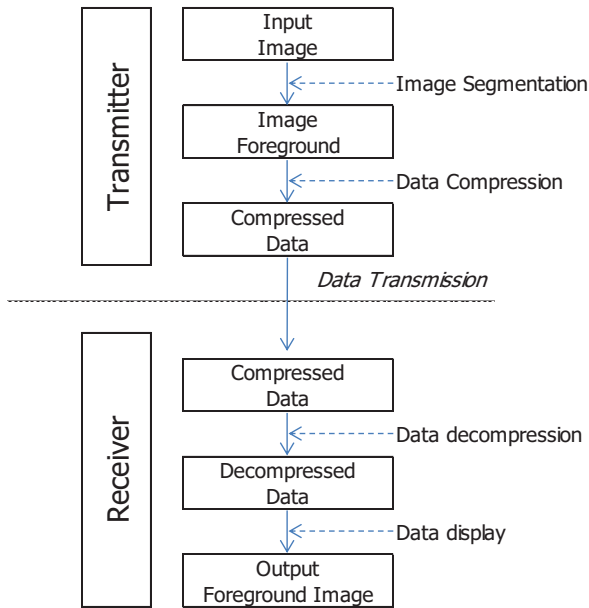 Transmitter
Input
Image
Image Segmentation
Image
Foreground
Data Compression
Compressed
Data
Data Transmission
Receiver
Compressed
Data
Data decompression
Decompressed
Data
Data display
Output
Foreground Image